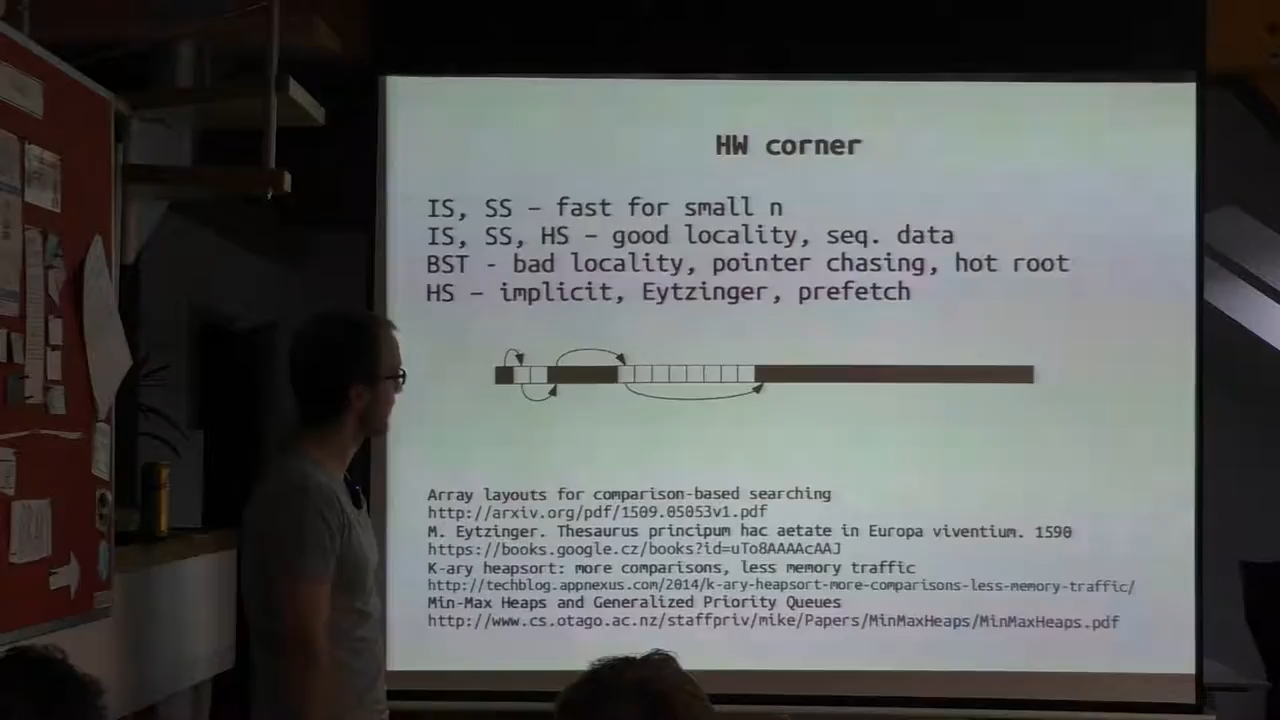 HW corner
IS, SS – fast for small n
IS, SS, HS – good locality, seq. data
BST - bad locality, pointer chasing, hot root
HS – implicit, Eytzinger, prefetch
Array layouts for comparison-based searching
http://arxiv.org/pdf/1509.05053v1.pdf
M. Eytzinger. Thesaurus principum hac aetate in Europa viventium. 1590
https://books.google.cz/books?id=uTo8AAAAcAAJ
K-ary heapsort: more comparisons, less memory traffic
http://techblog.appnexus.com/2014/k-ary-heapsort-more-comparisons-less-memory-traffic/
Min-Max Heaps and Generalized Priority Queues
http://www.cs.otago.ac.nz/staffpriv/mike/Papers/MinMaxHeaps/MinMaxHeaps.pdf